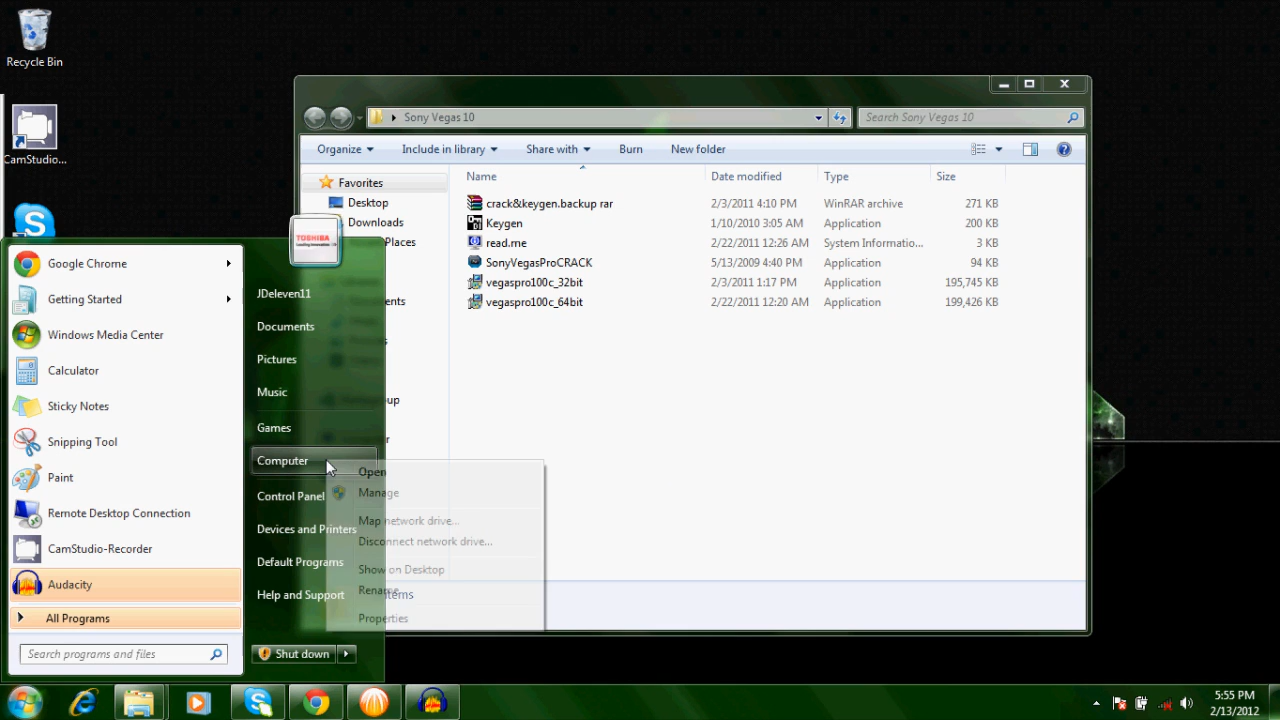 Recycle Bin
CamStudio...
Sony Vegas 10
Search Sony Vegas 10
Organize
Include in library
Share with
Burn
New folder
Name
Date modified
Type
Size
Favorites
Desktop
Downloads
Places
crack&keygen.backup rar
2/3/2011 4:10 PM
WinRAR archive
271 KB
Keygen
1/10/2010 3:05 AM
Application
200 KB
read.me
2/22/2011 12:26 AM
System Informatio...
3 KB
SonyVegasProCRACK
5/13/2009 4:40 PM
Application
94 KB
vegaspro100c_32bit
2/3/2011 1:17 PM
Application
195,745 KB
vegaspro100c_64bit
2/22/2011 12:20 AM
Application
199,426 KB
TOSHIBA
Google Chrome
Getting Started
Windows Media Center
Calculator
Sticky Notes
Snipping Tool
Paint
Remote Desktop Connection
CamStudio-Recorder
Audacity
All Programs
Search programs and files
JDeleven11
Documents
Pictures
Music
Games
Computer
Control Panel
Devices and Printers
Default Programs
Help and Support
Shut down
Open
Manage
Map network drive...
Disconnect network drive...
Show on Desktop
Rename
items
Properties
5:55 PM
2/13/2012